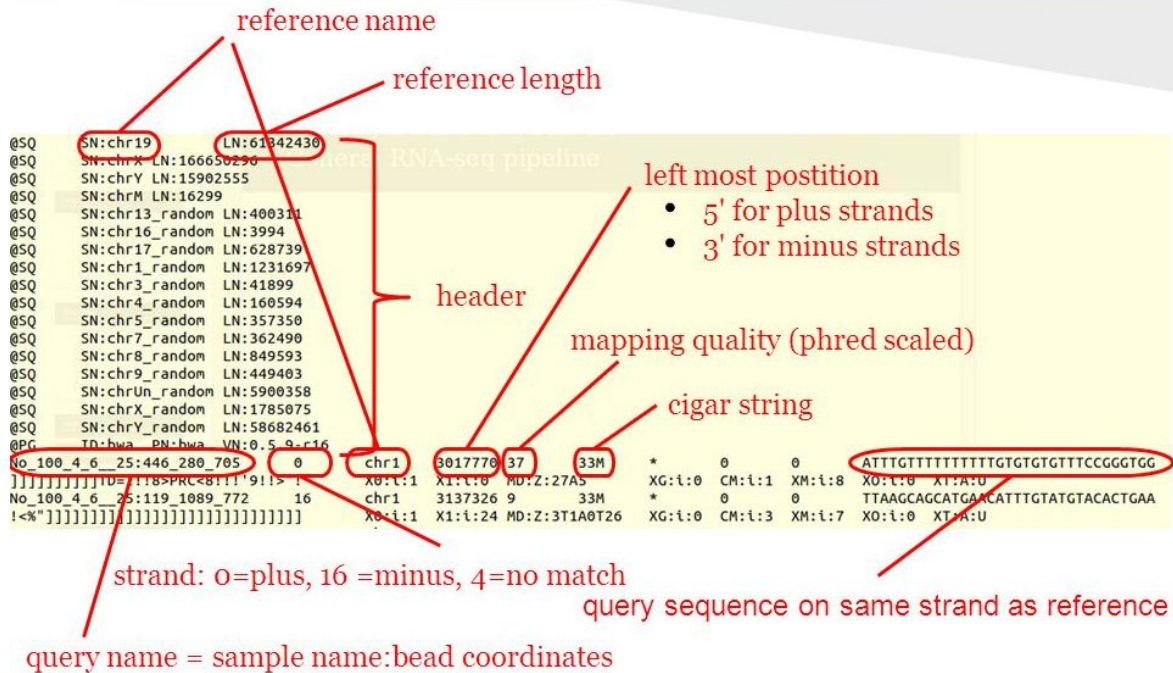 reference name
reference length
@SQ SN:chr19 LN:61342430
@SQ SN:chrX LN:166650296
@SQ SN:chrY LN:15902555
@SQ SN:chrM LN:16299
@SQ SN:chr13_random LN:400311
@SQ SN:chr16_random LN:3994
@SQ SN:chr17_random LN:628739
@SQ SN:chr1_random LN:1231697
@SQ SN:chr3_random LN:41899
@SQ SN:chr4_random LN:160594
@SQ SN:chr5_random LN:357350
@SQ SN:chr7_random LN:362490
@SQ SN:chr8_random LN:849593
@SQ SN:chr9_random LN:449403
@SQ SN:chrUn_random LN:5900358
@SQ SN:chrX_random LN:1785075
@SQ SN:chrY_random LN:58682461
@PG ID:bwa PN:bwa VN:0.5.9-r16
General RNA-seq pipeline
header
left most postition
• 5' for plus strands
• 3' for minus strands
mapping quality (phred scaled)
cigar string
No_100_4_6__25:446_280_705 0 chr1 3017770 37 33M * 0 0 ATTTGTTTTTTTTTTGTGTGTGTTTCCGGGTGG
X0:i:1 X1:i:0 MD:Z:27A5 XG:i:0 CM:i:1 XM:i:8 XO:i:0 XT:A:U
No_100_4_6__25:119_1089_772 16 chr1 3137326 9 33M * 0 0 TTAAGCAGCATGAACATTTGTATGTACACTGAA
X0:i:1 X1:i:24 MD:Z:3T1A0T26 XG:i:0 CM:i:3 XM:i:7 XO:i:0 XT:A:U
strand: 0=plus, 16 =minus, 4=no match
query sequence on same strand as reference
query name = sample name:bead coordinates